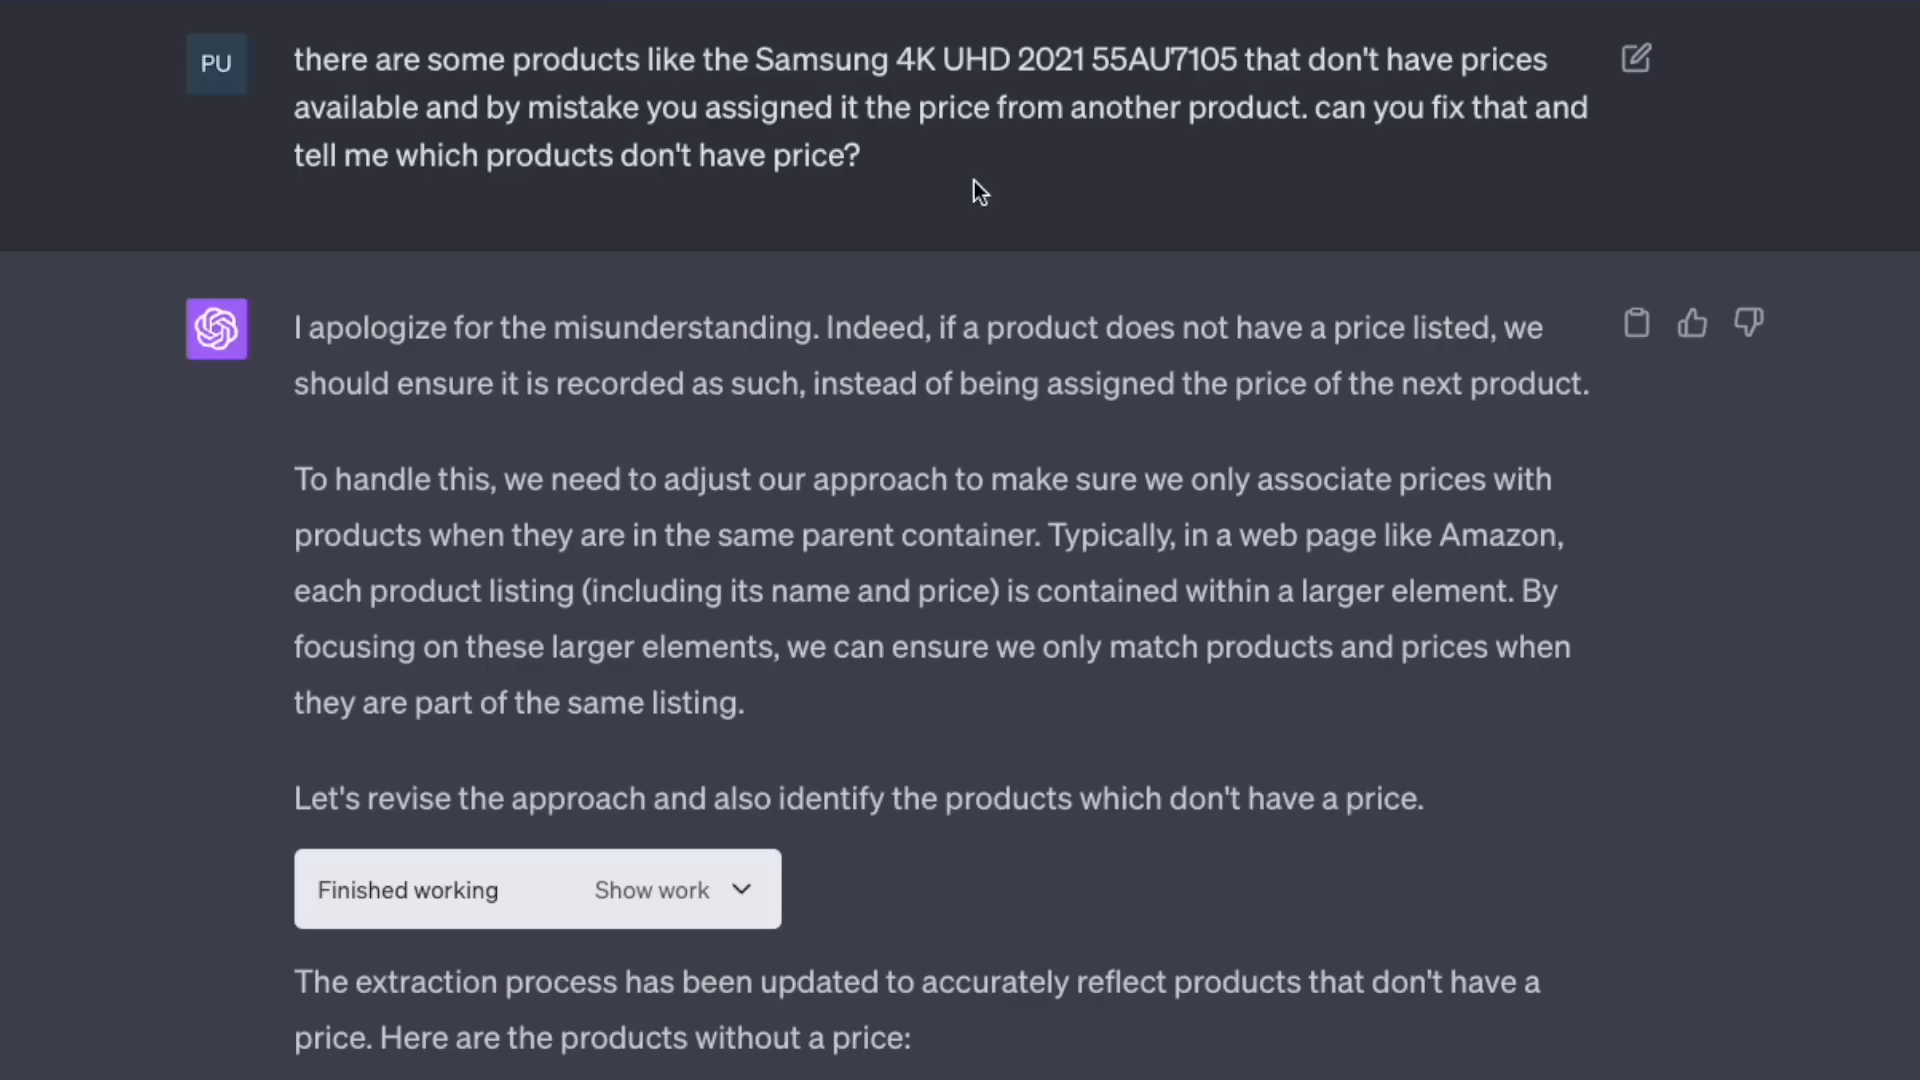 PU
there are some products like the Samsung 4K UHD 2021 55AU7105 that don't have prices
available and by mistake you assigned it the price from another product. can you fix that and
tell me which products don't have price?
I apologize for the misunderstanding. Indeed, if a product does not have a price listed, we
should ensure it is recorded as such, instead of being assigned the price of the next product.
To handle this, we need to adjust our approach to make sure we only associate prices with
products when they are in the same parent container. Typically, in a web page like Amazon,
each product listing (including its name and price) is contained within a larger element. By
focusing on these larger elements, we can ensure we only match products and prices when
they are part of the same listing.
Let's revise the approach and also identify the products which don't have a price.
Finished working Show work
The extraction process has been updated to accurately reflect products that don't have a
price. Here are the products without a price: